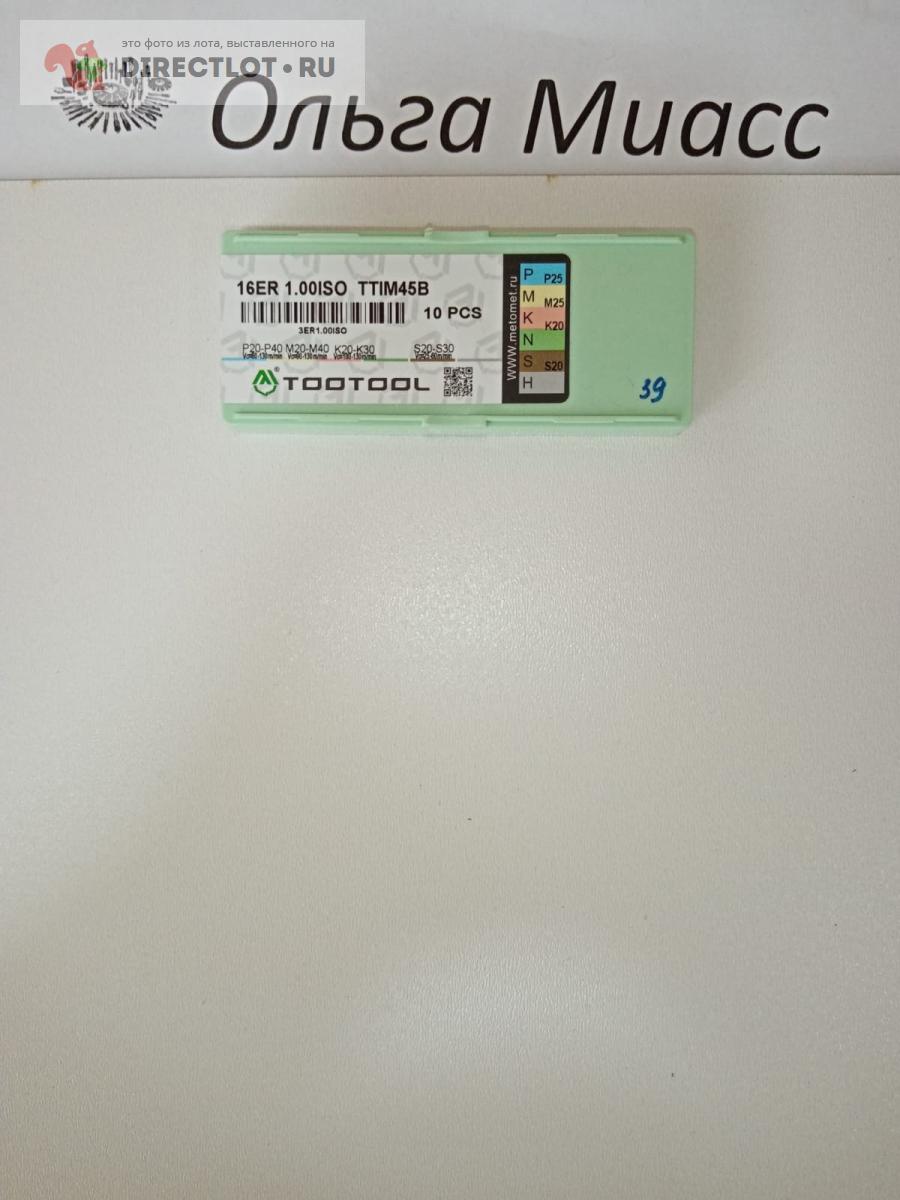 это фото из лота, выставленного на
DIRECTLOT.RU
Ольга Миасс
16ER 1.00ISO TTIM45B
10 PCS
3ER1.00ISO
P20-P40 M20-M40 K20-K30 S20-S30
TOOTOOL
www.metomet.ru
P P25
M M25
K K20
N
S S20
H
39